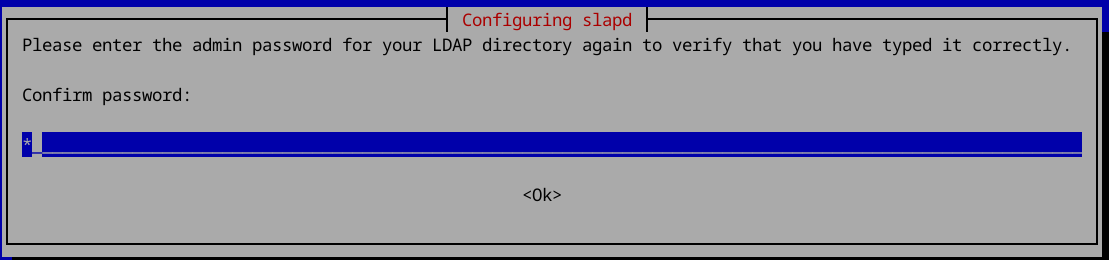 Configuring slapd
Please enter the admin password for your LDAP directory again to verify that you have typed it correctly.
Confirm password:
*
<Ok>